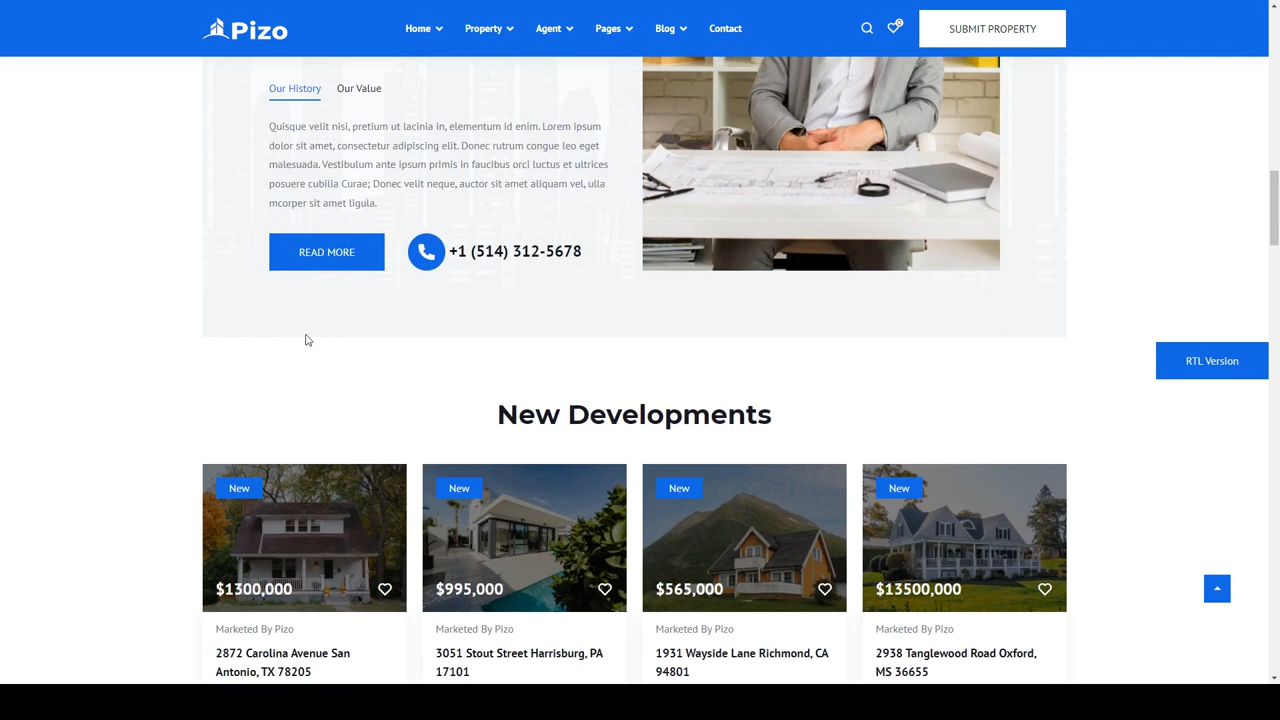 Pizo
Home Property Agent Pages Blog Contact
0
SUBMIT PROPERTY
Our History Our Value
Quisque velit nisi, pretium ut lacinia in, elementum id enim. Lorem ipsum
dolor sit amet, consectetur adipiscing elit. Donec rutrum congue leo eget
malesuada. Vestibulum ante ipsum primis in faucibus orci luctus et ultrices
posuere cubilia Curae; Donec velit neque, auctor sit amet aliquam vel, ulla
mcorper sit amet ligula.
READ MORE
+1 (514) 312-5678
RTL Version
New Developments
New
$1300,000
Marketed By Pizo
2872 Carolina Avenue San
Antonio, TX 78205
New
$995,000
Marketed By Pizo
3051 Stout Street Harrisburg, PA
17101
New
$565,000
Marketed By Pizo
1931 Wayside Lane Richmond, CA
94801
New
$13500,000
Marketed By Pizo
2938 Tanglewood Road Oxford,
MS 36655